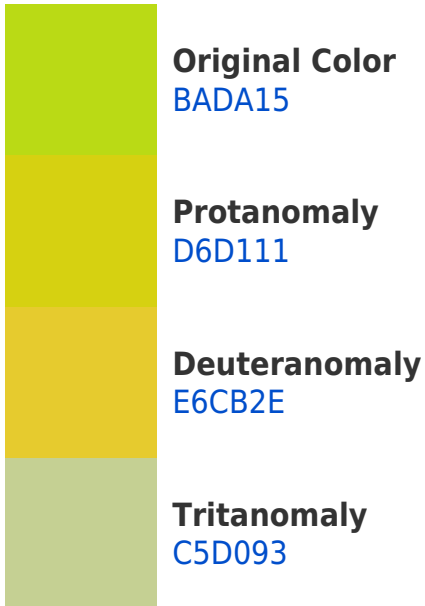 Original Color
BADA15
Protanomaly
D6D111
Deuteranomaly
E6CB2E
Tritanomaly
C5D093